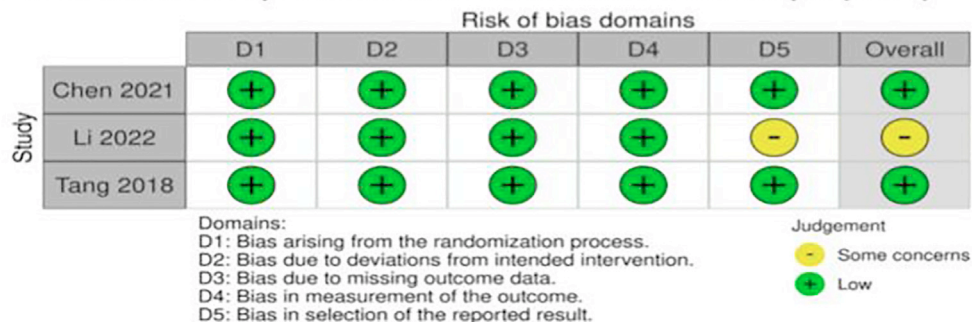 Risk of bias domains
D1 D2 D3 D4 D5 Overall
Study
Chen 2021 + + + + + +
Li 2022 + + + + - -
Tang 2018 + + + + + +
Domains:
D1: Bias arising from the randomization process.
D2: Bias due to deviations from intended intervention.
D3: Bias due to missing outcome data.
D4: Bias in measurement of the outcome.
D5: Bias in selection of the reported result.
Judgement
- Some concerns
+ Low